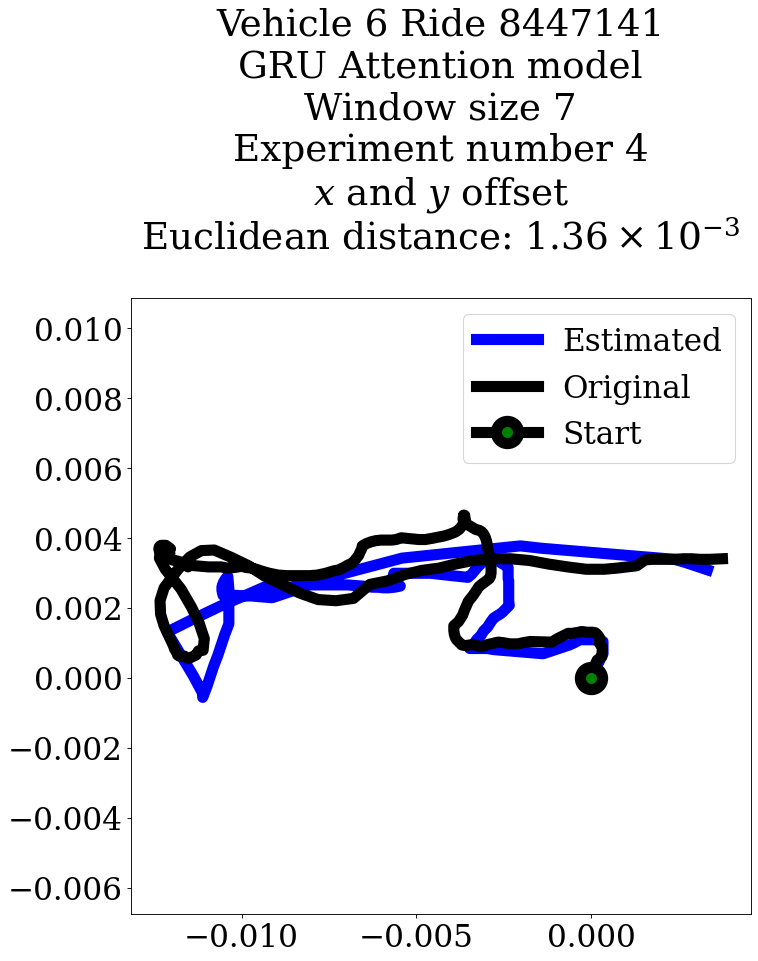 Vehicle 6 Ride 8447141
GRU Attention model
Window size 7
Experiment number 4
x and y offset
Euclidean distance: 1.36 × 10⁻³
Estimated
Original
Start
0.010
0.008
0.006
0.004
0.002
0.000
−0.002
−0.004
−0.006
−0.010
−0.005
0.000